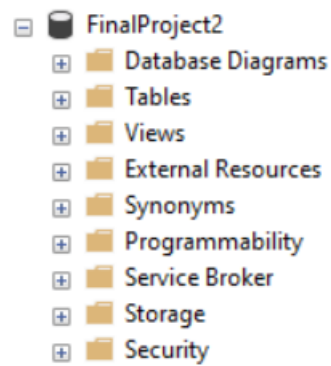 FinalProject2
Database Diagrams
Tables
Views
External Resources
Synonyms
Programmability
Service Broker
Storage
Security